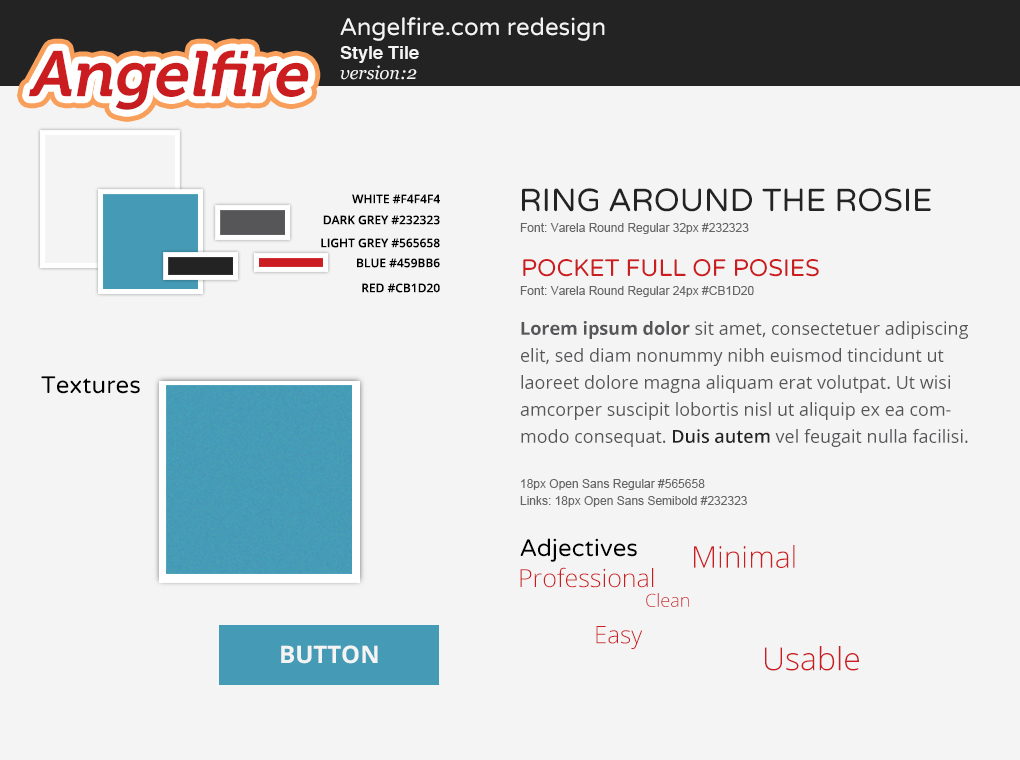 Angelfire
Angelfire.com redesign
Style Tile
version:2
WHITE #F4F4F4
DARK GREY #232323
LIGHT GREY #565658
BLUE #459BB6
RED #CB1D20
Textures
BUTTON
RING AROUND THE ROSIE
Font: Varela Round Regular 32px #232323
POCKET FULL OF POSIES
Font: Varela Round Regular 24px #CB1D20
Lorem ipsum dolor sit amet, consectetuer adipiscing
elit, sed diam nonummy nibh euismod tincidunt ut
laoreet dolore magna aliquam erat volutpat. Ut wisi
amcorper suscipit lobortis nisl ut aliquip ex ea com-
modo consequat. Duis autem vel feugait nulla facilisi.
18px Open Sans Regular #565658
Links: 18px Open Sans Semibold #232323
Adjectives
Minimal
Professional
Clean
Easy
Usable